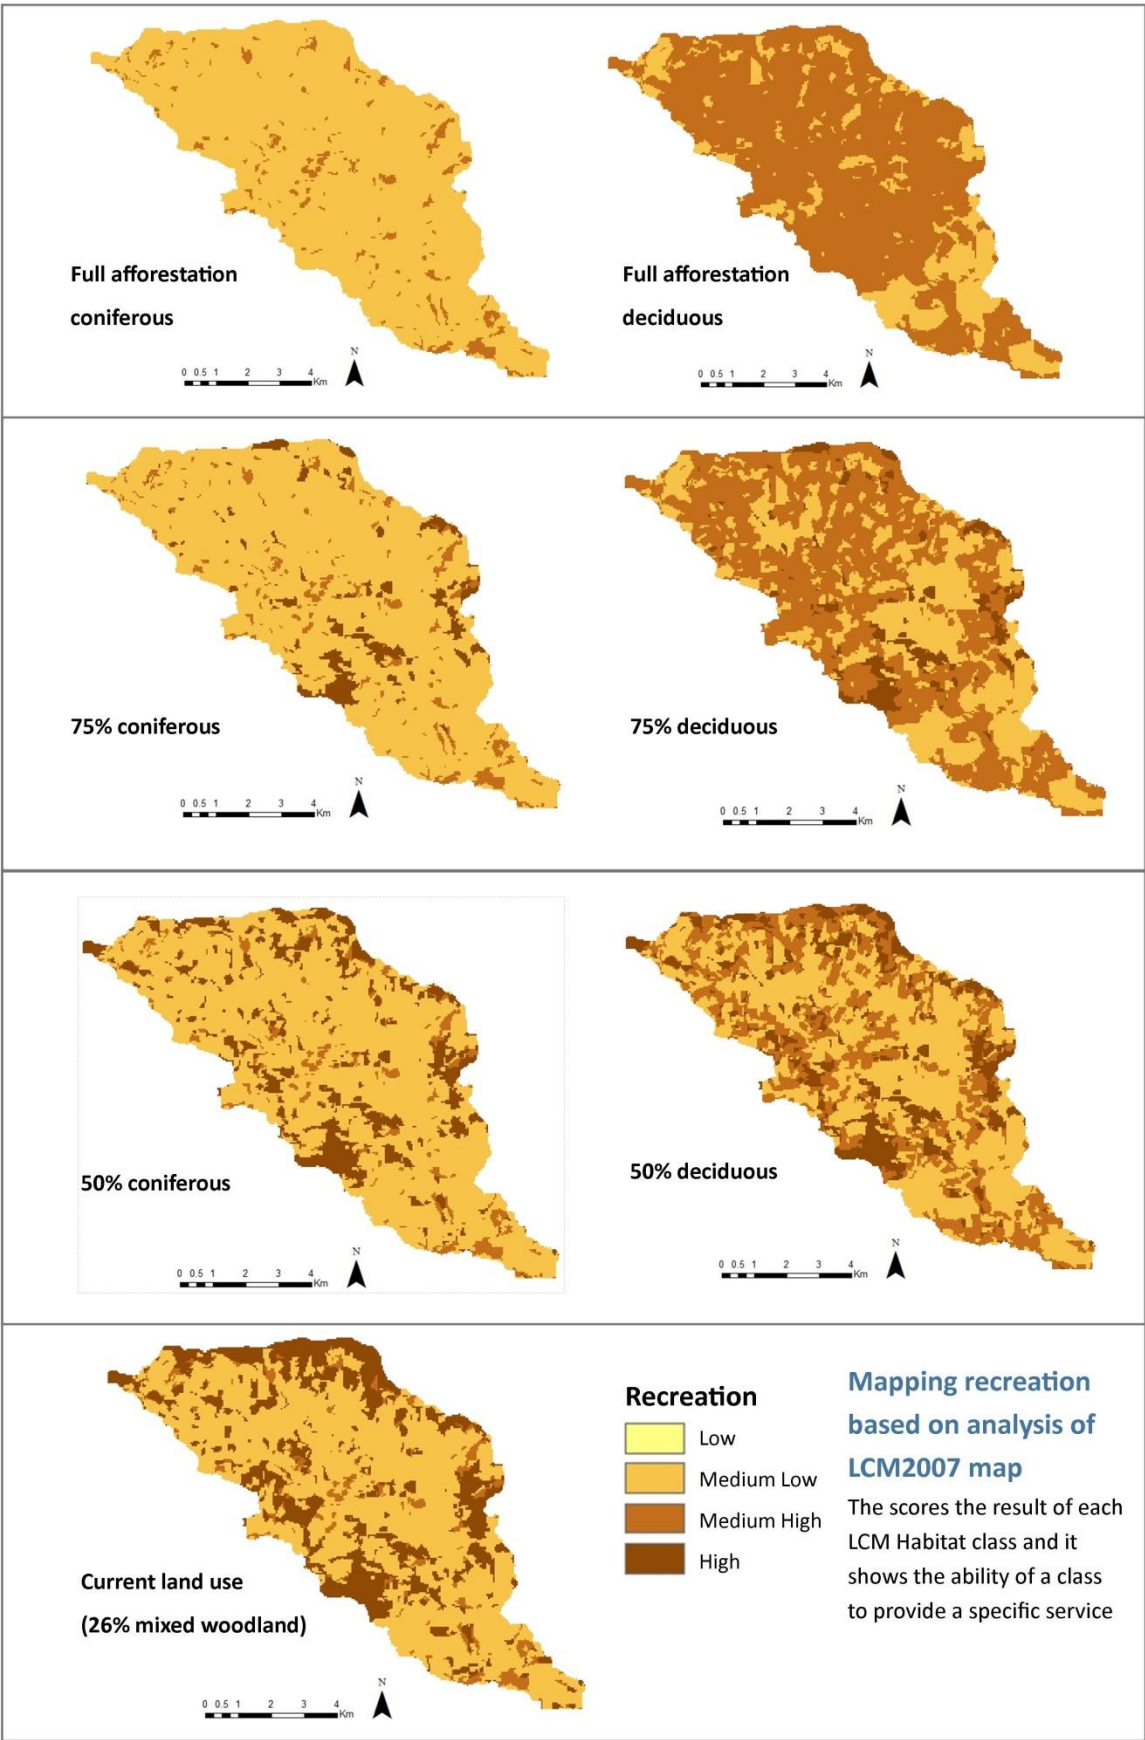 Full afforestation
coniferous
N
0 0.5 1 2 3 4
Km
Full afforestation
deciduous
N
0 0.5 1 2 3 4
Km
75% coniferous
N
0 0.5 1 2 3 4
Km
75% deciduous
N
0 0.5 1 2 3 4
Km
50% coniferous
N
0 0.5 1 2 3 4
Km
50% deciduous
N
0 0.5 1 2 3 4
Km
Current land use
(26% mixed woodland)
N
0 0.5 1 2 3 4
Km
Recreation
Low
Medium Low
Medium High
High
Mapping recreation
based on analysis of
LCM2007 map
The scores the result of each
LCM Habitat class and it
shows the ability of a class
to provide a specific service